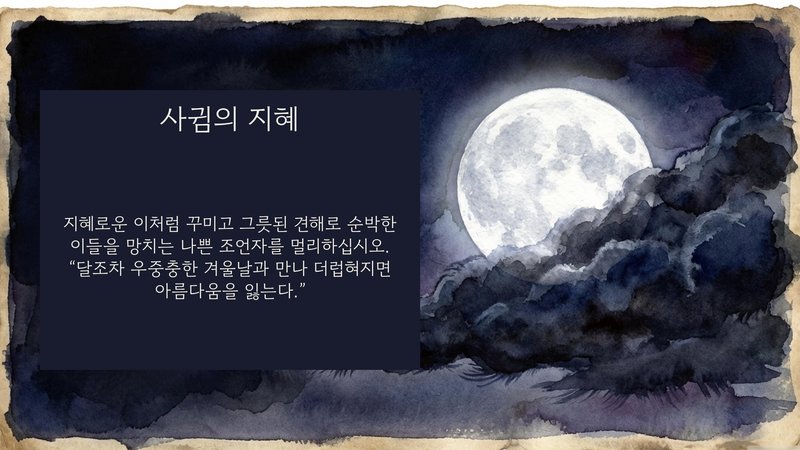 사귐의 지혜
지혜로운 이처럼 꾸미고 그릇된 견해로 순박한
이들을 망치는 나쁜 조언자를 멀리하십시오.
“달조차 우중충한 겨울날과 만나 더럽혀지면
아름다움을 잃는다.”